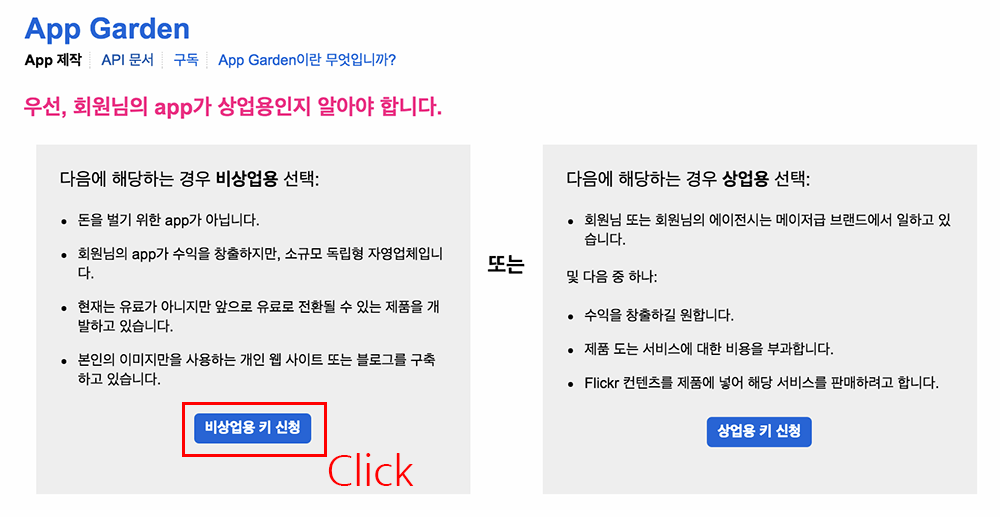 App Garden
App 제작 API 문서 구독 App Garden이란 무엇입니까?
우선, 회원님의 app가 상업용인지 알아야 합니다.
다음에 해당하는 경우 비상업용 선택:
• 돈을 벌기 위한 app가 아닙니다.
• 회원님의 app가 수익을 창출하지만, 소규모 독립형 자영업체입니
다.
• 현재는 유료가 아니지만 앞으로 유료로 전환될 수 있는 제품을 개
발하고 있습니다.
• 본인의 이미지만을 사용하는 개인 웹 사이트 또는 블로그를 구축
하고 있습니다.
비상업용 키 신청
Click
또는
다음에 해당하는 경우 상업용 선택:
• 회원님 또는 회원님의 에이전시는 메이저급 브랜드에서 일하고 있
습니다.
및 다음 중 하나:
• 수익을 창출하길 원합니다.
• 제품 도는 서비스에 대한 비용을 부과합니다.
• Flickr 컨텐츠를 제품에 넣어 해당 서비스를 판매하려고 합니다.
상업용 키 신청